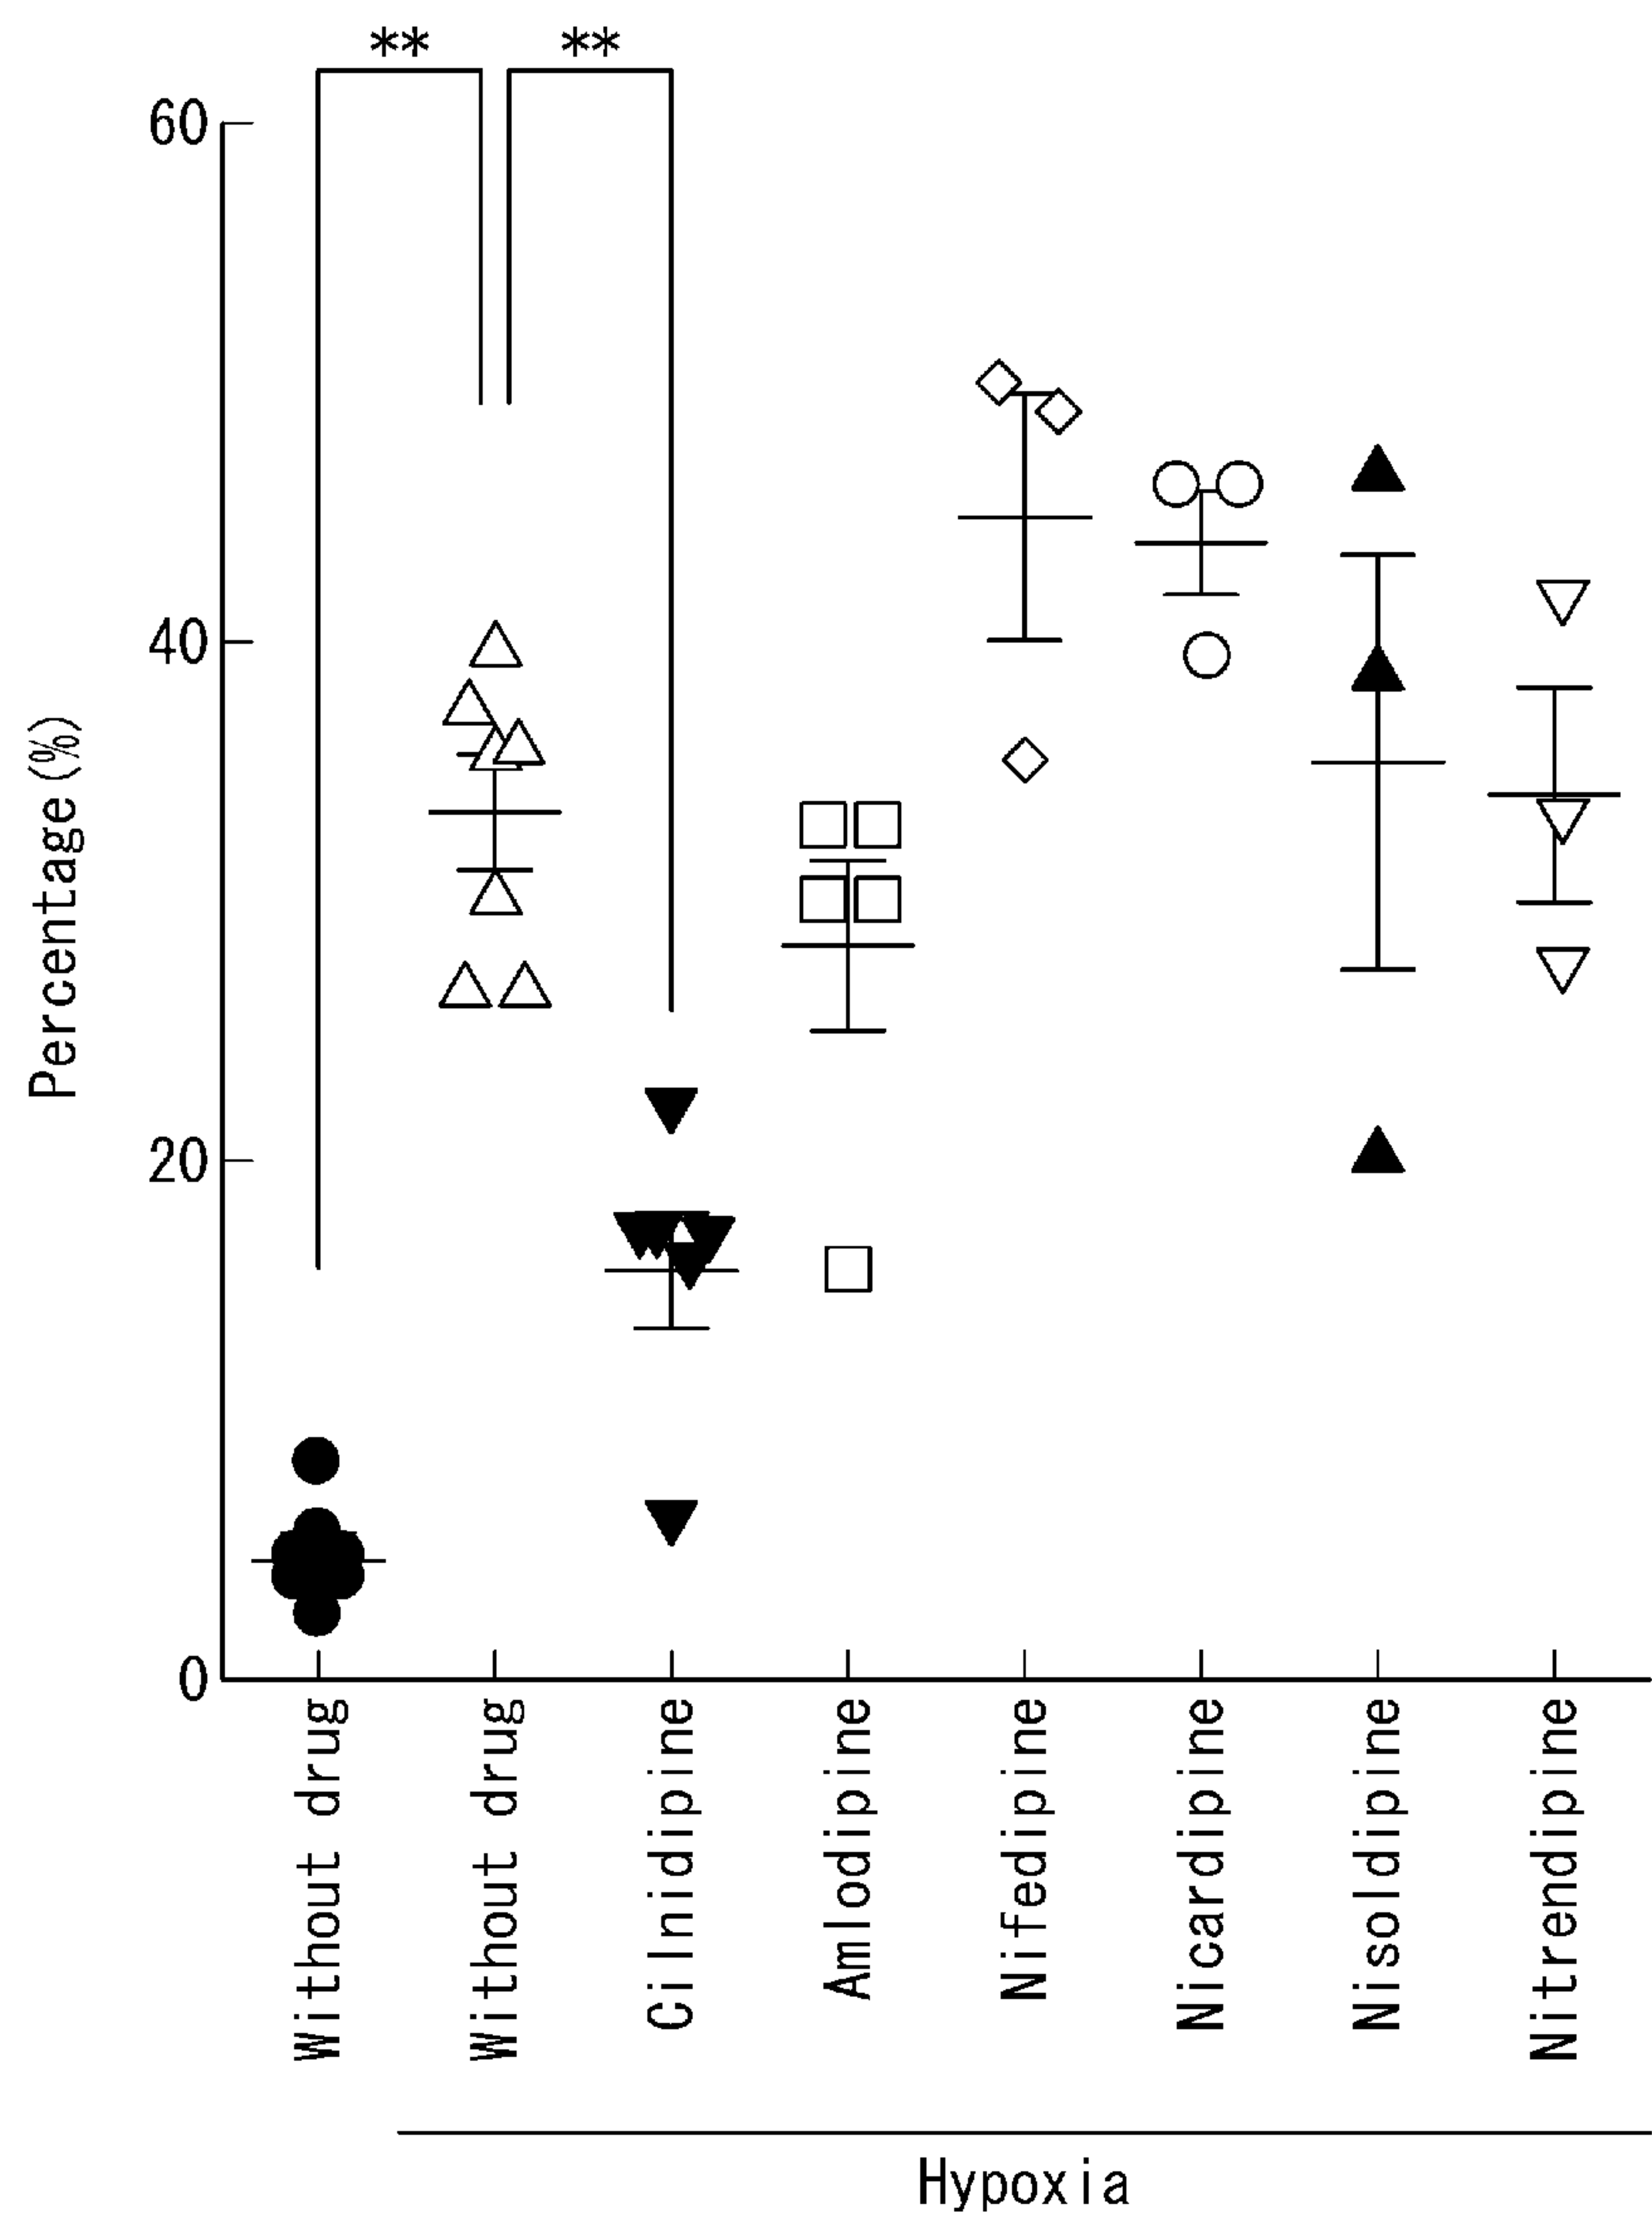 ** **
60
40
20
0
Percentage (%)
Without drug
Without drug
Cilnidipine
Amlodipine
Nifedipine
Nicardipine
Nisoldipine
Nitrendipine
Hypoxia